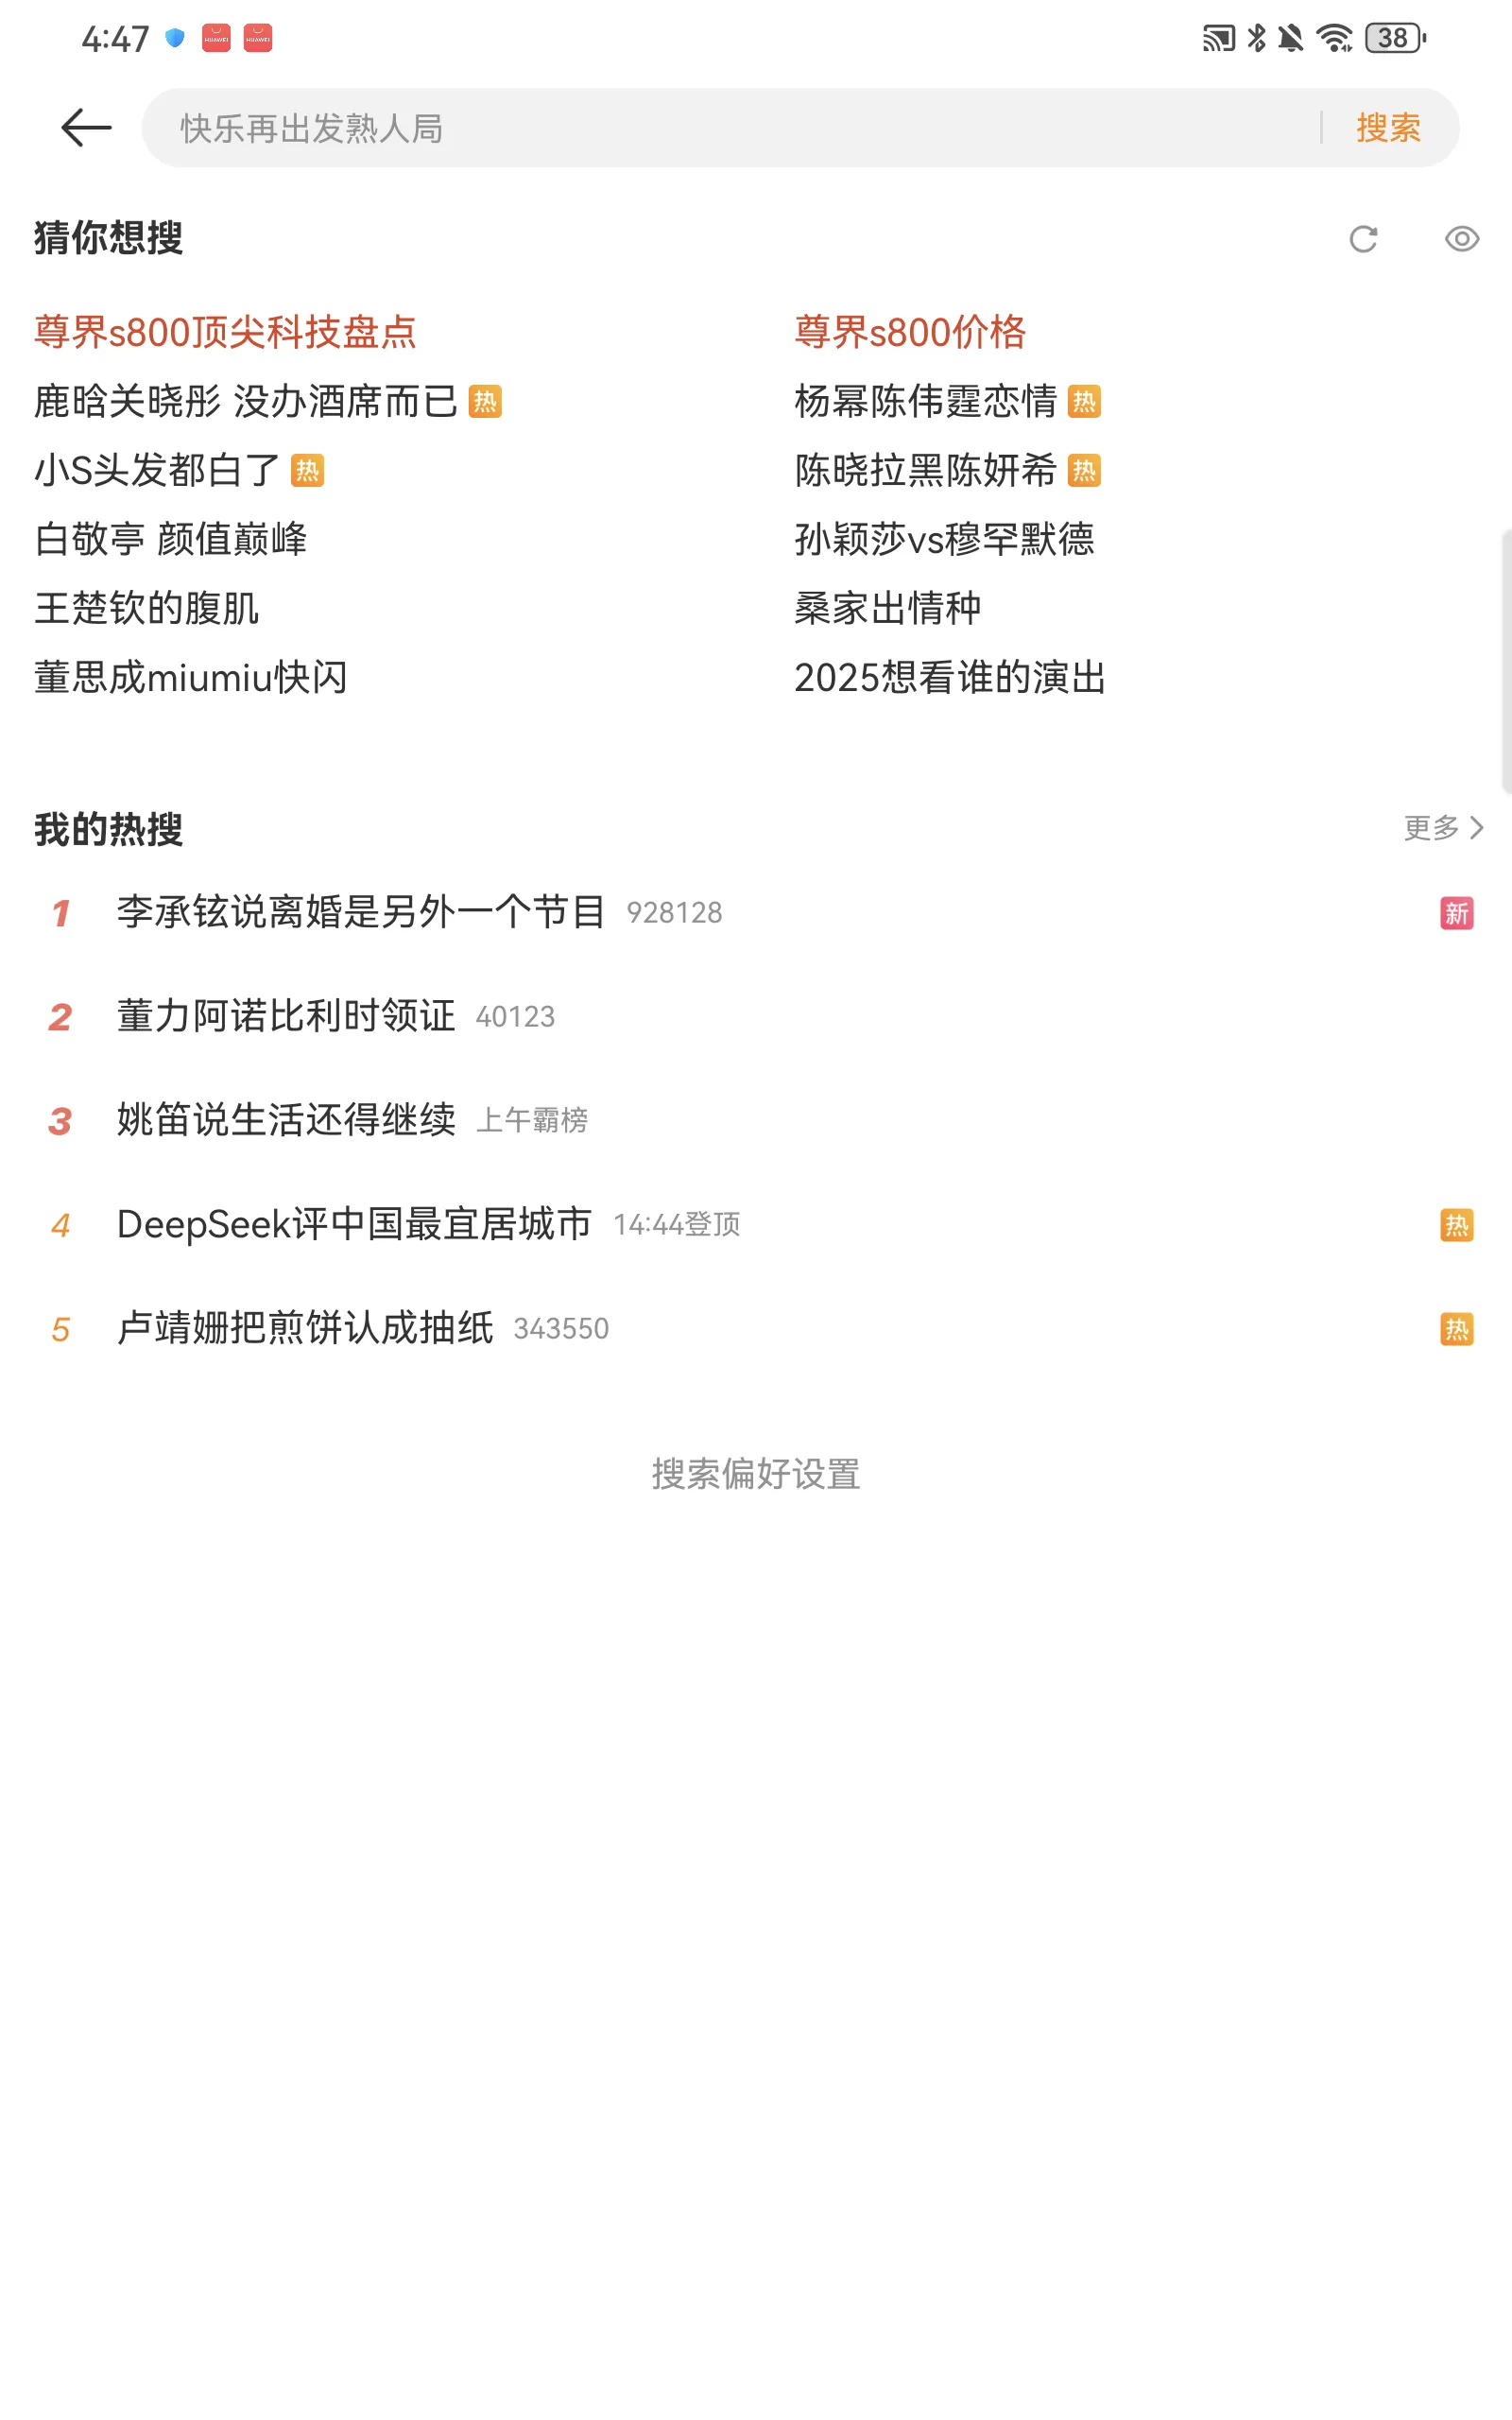 4:47
HUAWEI HUAWEI
38
快乐再出发熟人局 搜索
猜你想搜
尊界s800顶尖科技盘点 尊界s800价格
鹿晗关晓彤 没办酒席而已 热 杨幂陈伟霆恋情 热
小S头发都白了 热 陈晓拉黑陈妍希 热
白敬亭 颜值巅峰 孙颖莎vs穆罕默德
王楚钦的腹肌 桑家出情种
董思成miumiu快闪 2025想看谁的演出
我的热搜 更多
1 李承铉说离婚是另外一个节目 928128 新
2 董力阿诺比利时领证 40123
3 姚笛说生活还得继续 上午霸榜
4 DeepSeek评中国最宜居城市 14:44登顶 热
5 卢靖姗把煎饼认成抽纸 343550 热
搜索偏好设置